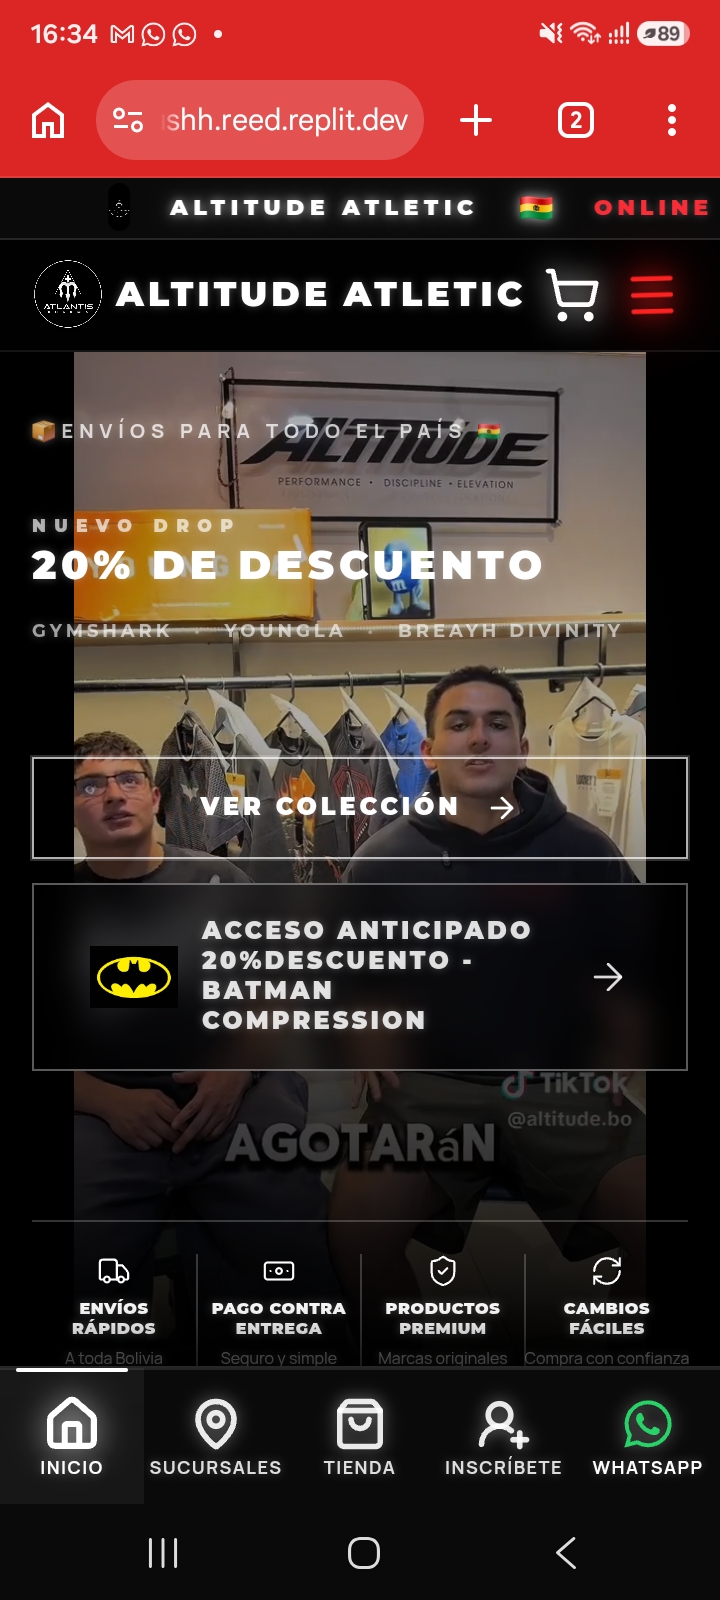 16:34
89
shh.reed.replit.dev
2
ALTITUDE ATLETIC 🇧🇴 ONLINE
ATLANTIS
ALTITUDE ATLETIC
ALTITUDE
📦ENVÍOS PARA TODO EL PAÍS 🇧🇴
PERFORMANCE • DISCIPLINE • ELEVATION
NUEVO DROP
20% DE DESCUENTO
GYMSHARK · YOUNGLA · BREAYH DIVINITY
VER COLECCIÓN →
ACCESO ANTICIPADO
20%DESCUENTO -
BATMAN
COMPRESSION
TikTok
@altitude.bo
AGOTARáN
ENVÍOS
RÁPIDOS
A toda Bolivia
PAGO CONTRA
ENTREGA
Seguro y simple
PRODUCTOS
PREMIUM
Marcas originales
CAMBIOS
FÁCILES
Compra con confianza
INICIO
SUCURSALES
TIENDA
INSCRÍBETE
WHATSAPP